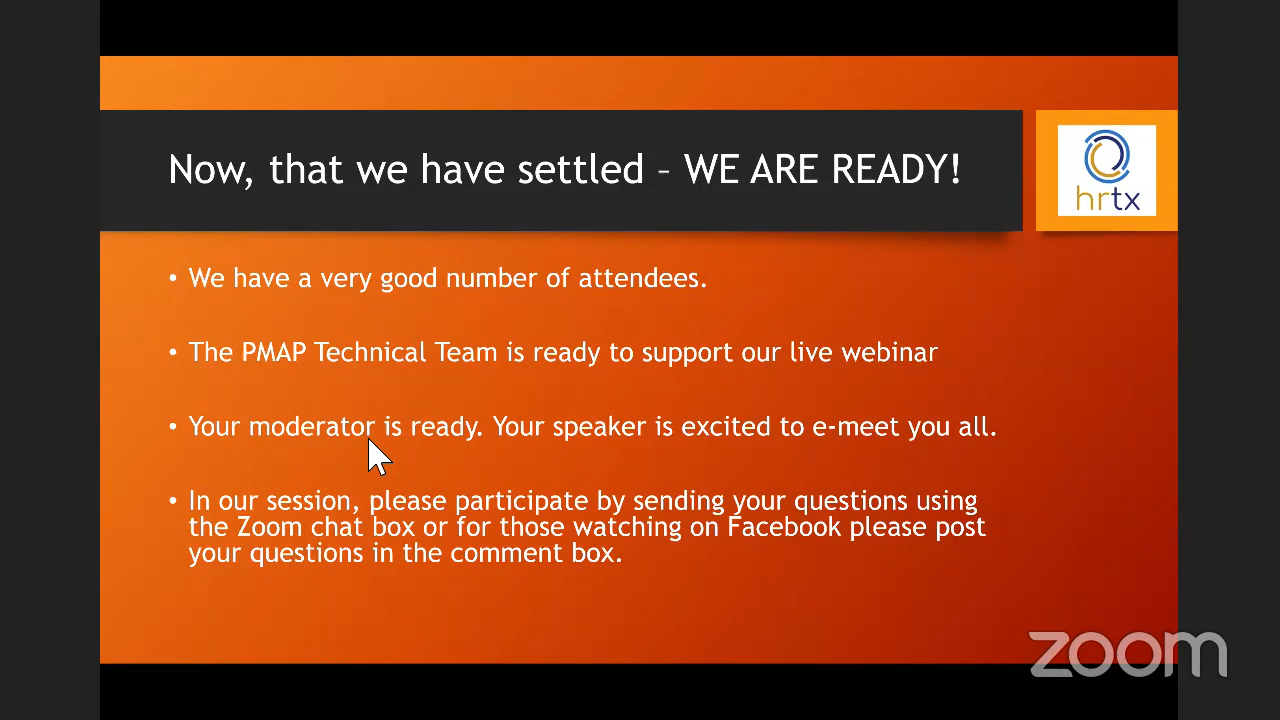 Now, that we have settled – WE ARE READY!
hrtx
• We have a very good number of attendees.
• The PMAP Technical Team is ready to support our live webinar
• Your moderator is ready. Your speaker is excited to e-meet you all.
• In our session, please participate by sending your questions using
the Zoom chat box or for those watching on Facebook please post
your questions in the comment box.
zoom